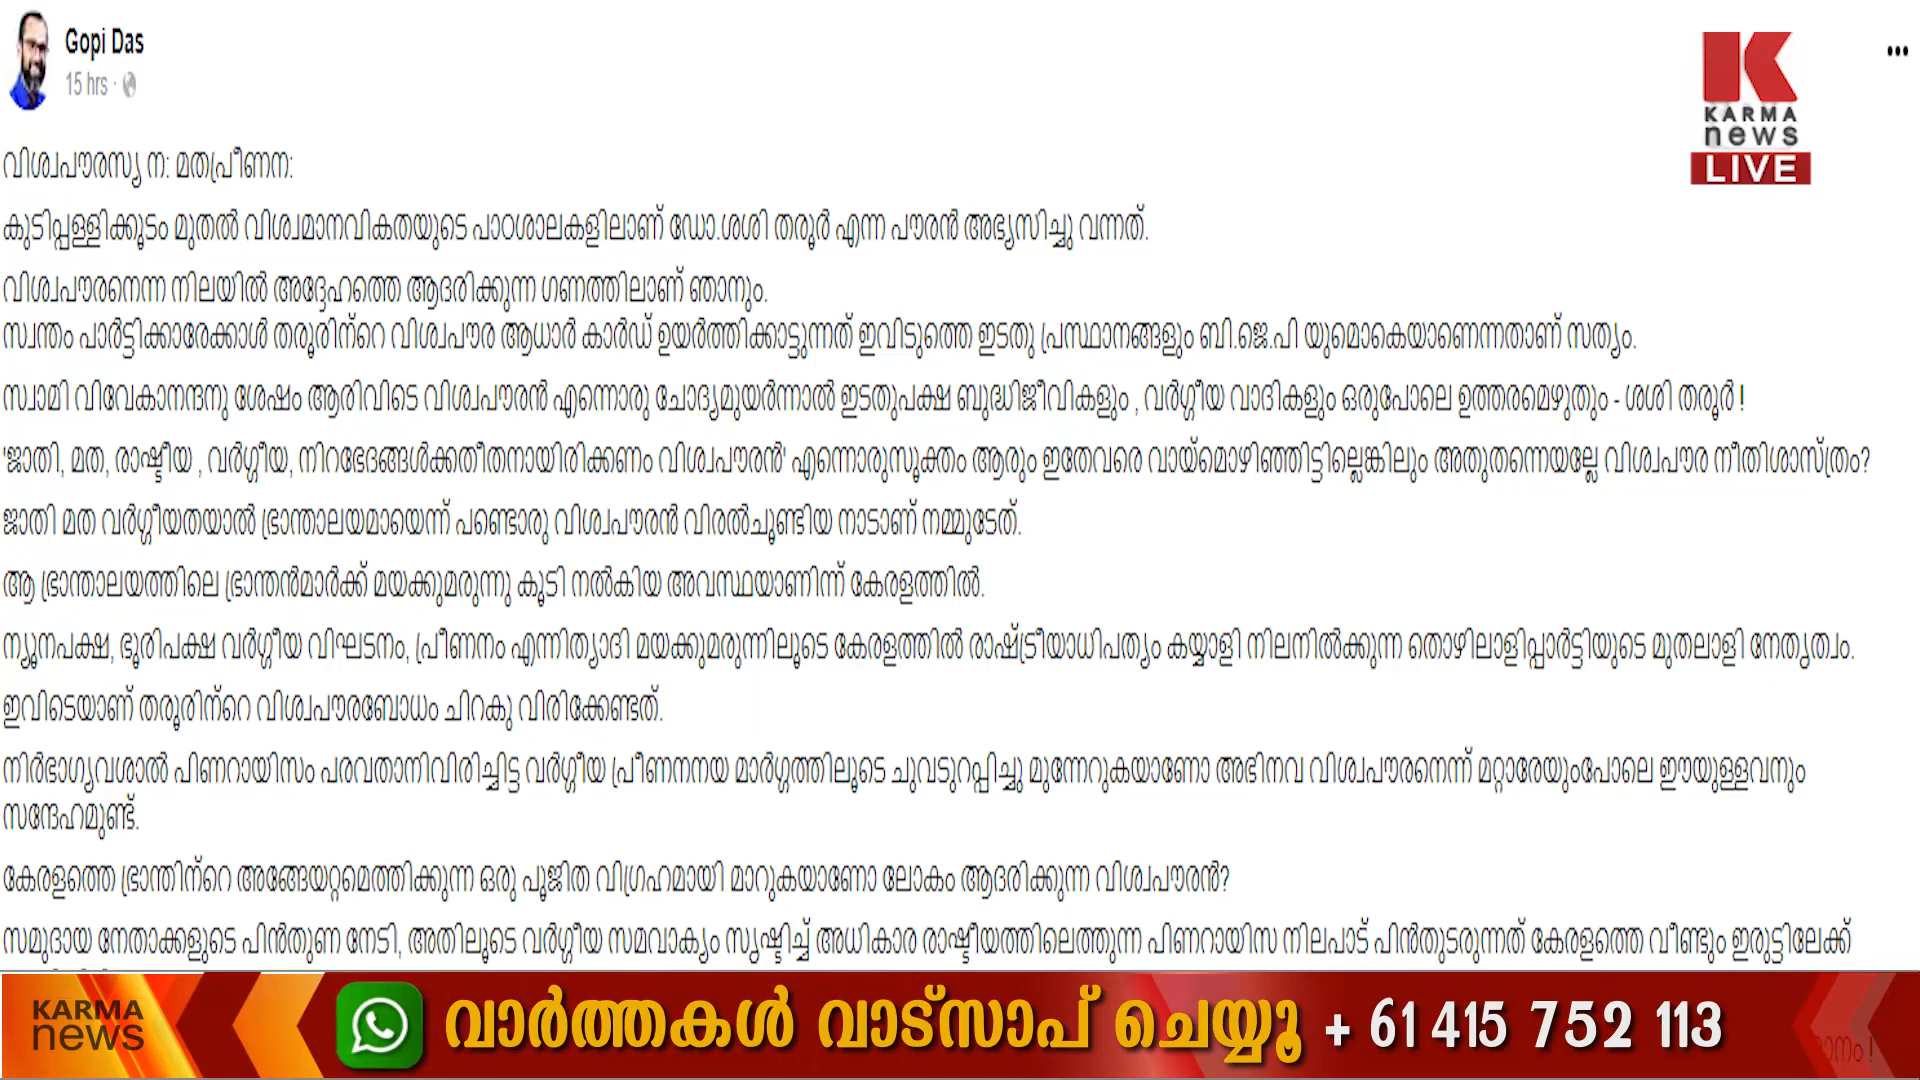 Gopi Das
15 hrs ·
KARMA
news
LIVE
വിശ്വപൗരസ്യ ന: മതപ്രീണന:
കുടിപ്പള്ളിക്കൂടം മുതൽ വിശ്വമാനവികതയുടെ പാഠശാലകളിലാണ് ഡോ.ശശി തരൂർ എന്ന പൗരൻ അഭ്യസിച്ചു വന്നത്.
വിശ്വപൗരനെന്ന നിലയിൽ അദ്ദേഹത്തെ ആദരിക്കുന്ന ഗണത്തിലാണ് ഞാനും.
സ്വന്തം പാർട്ടിക്കാരേക്കാൾ തരൂരിന്റെ വിശ്വപൗര ആധാർ കാർഡ് ഉയർത്തിക്കാട്ടുന്നത് ഇവിടുത്തെ ഇടതു പ്രസ്ഥാനങ്ങളും ബി.ജെ.പി യുമൊകെയാണെന്നതാണ് സത്യം.
സ്വാമി വിവേകാനന്ദനു ശേഷം ആരിവിടെ വിശ്വപൗരൻ എന്നൊരു ചോദ്യമുയർന്നാൽ ഇടതുപക്ഷ ബുദ്ധിജീവികളും , വർഗ്ഗീയ വാദികളും ഒരുപോലെ ഉത്തരമെഴുതും - ശശി തരൂർ !
'ജാതി, മത, രാഷ്ട്രീയ , വർഗ്ഗീയ, നിറഭേദങ്ങൾക്കതീതനായിരിക്കണം വിശ്വപൗരൻ' എന്നൊരുസൂക്തം ആരും ഇതേവരെ വായ്മൊഴിഞ്ഞിട്ടില്ലെങ്കിലും അതുതന്നെയല്ലേ വിശ്വപൗര നീതിശാസ്ത്രം?
ജാതി മത വർഗ്ഗീയതയാൽ ഭ്രാന്താലയമായെന്ന് പണ്ടൊരു വിശ്വപൗരൻ വിരൽചൂണ്ടിയ നാടാണ് നമ്മുടേത്.
ആ ഭ്രാന്താലയത്തിലെ ഭ്രാന്തൻമാർക്ക് മയക്കുമരുന്നു കൂടി നൽകിയ അവസ്ഥയാണിന്ന് കേരളത്തിൽ.
ന്യൂനപക്ഷ, ഭൂരിപക്ഷ വർഗ്ഗീയ വിഘടനം, പ്രീണനം എന്നിത്യാദി മയക്കുമരുന്നിലൂടെ കേരളത്തിൽ രാഷ്ട്രീയാധിപത്യം കയ്യാളി നിലനിൽക്കുന്ന തൊഴിലാളിപ്പാർട്ടിയുടെ മുതലാളി നേതൃത്വം.
ഇവിടെയാണ് തരൂരിന്റെ വിശ്വപൗരബോധം ചിറകു വിരിക്കേണ്ടത്.
നിർഭാഗ്യവശാൽ പിണറായിസം പരവതാനിവിരിച്ചിട്ട വർഗ്ഗീയ പ്രീണനനയ മാർഗ്ഗത്തിലൂടെ ചുവടുറപ്പിച്ചു മുന്നേറുകയാണോ അഭിനവ വിശ്വപൗരനെന്ന് മറ്റാരേയുംപോലെ ഈയുള്ളവനും
സന്ദേഹമുണ്ട്.
കേരളത്തെ ഭ്രാന്തിന്റെ അങ്ങേയറ്റമെത്തിക്കുന്ന ഒരു പൂജിത വിഗ്രഹമായി മാറുകയാണോ ലോകം ആദരിക്കുന്ന വിശ്വപൗരൻ?
സമുദായ നേതാക്കളുടെ പിൻതുണ നേടി, അതിലൂടെ വർഗ്ഗീയ സമവാക്യം സൃഷ്ടിച്ച് അധികാര രാഷ്ട്രീയത്തിലെത്തുന്ന പിണറായിസ നിലപാട് പിൻതുടരുന്നത് കേരളത്തെ വീണ്ടും ഇരുട്ടിലേക്ക്
KARMA
news
വാർത്തകൾ വാട്സാപ് ചെയ്യൂ + 61 415 752 113